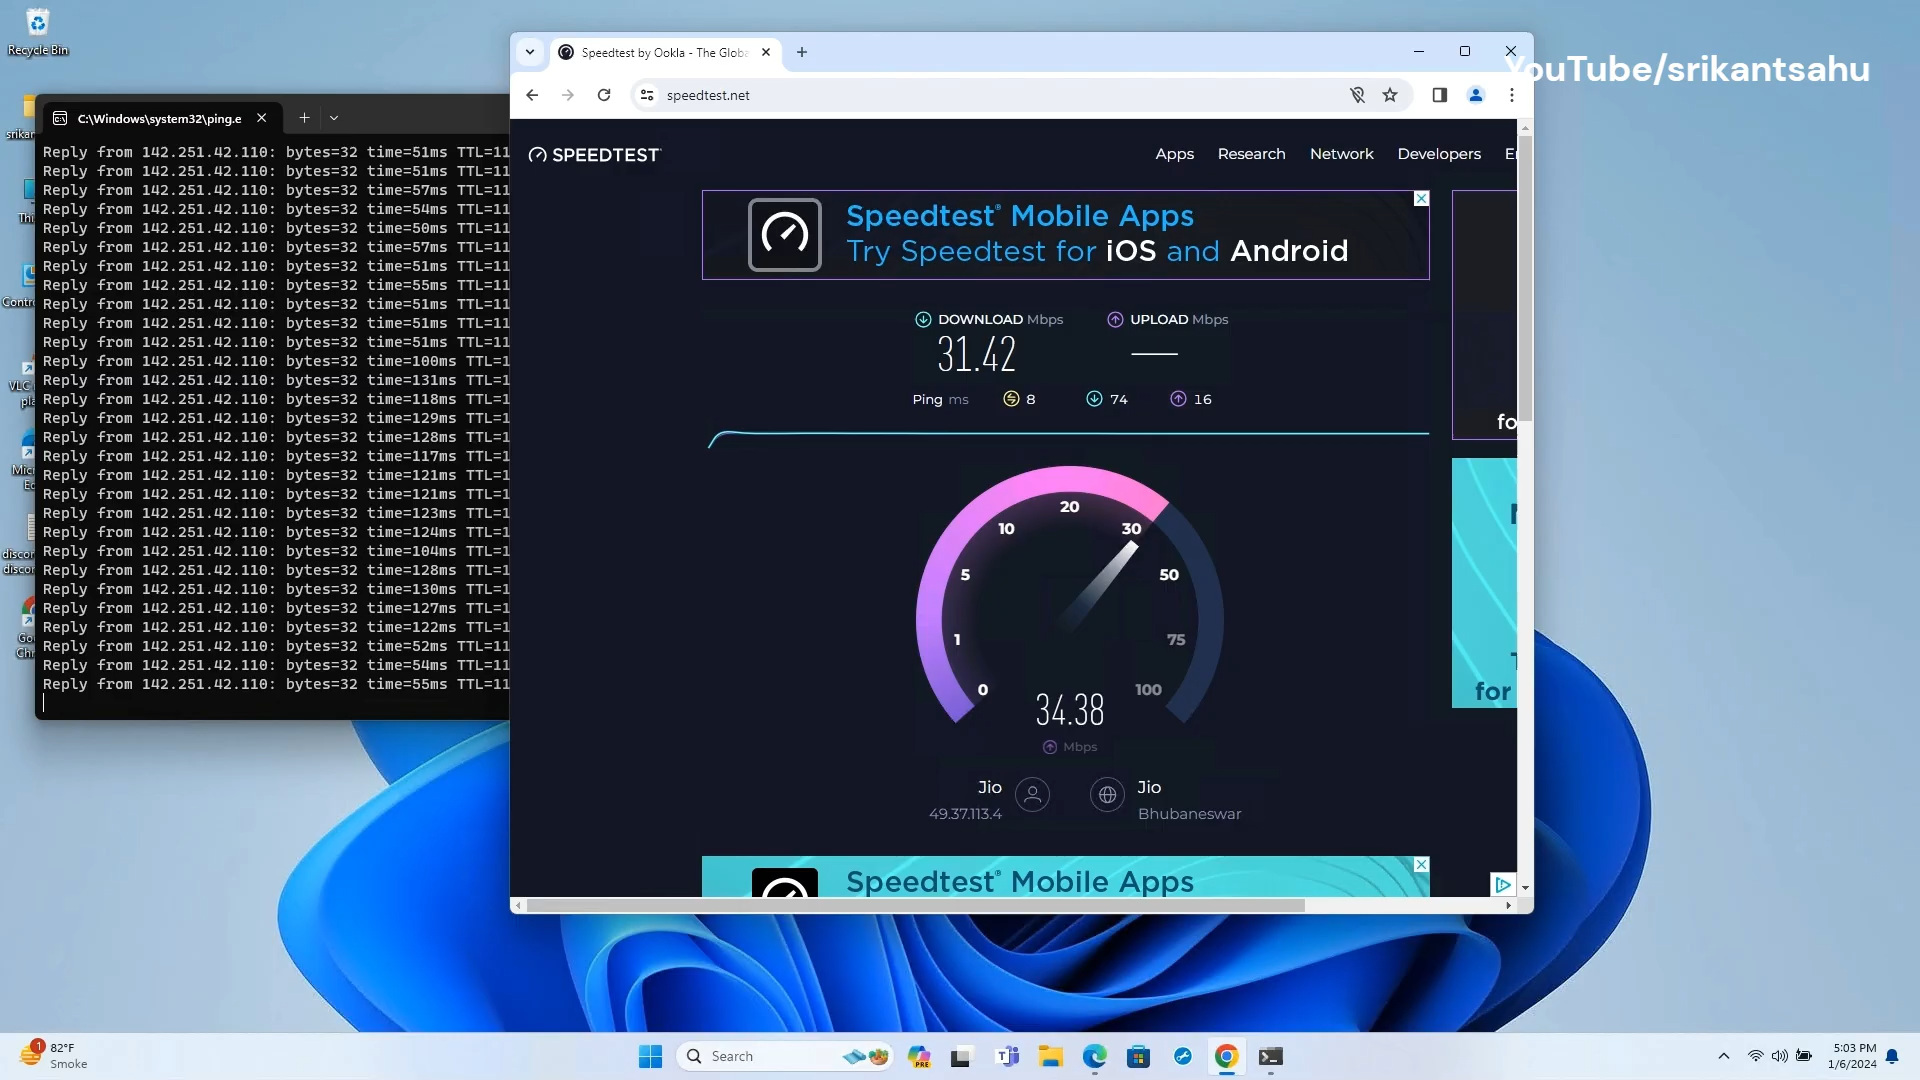 Recycle Bin
YouTube/srikantsahu
Speedtest by Ookla - The Globa
speedtest.net
C:\Windows\system32\ping.e
Reply from 142.251.42.110: bytes=32 time=51ms TTL=11
Reply from 142.251.42.110: bytes=32 time=51ms TTL=11
Reply from 142.251.42.110: bytes=32 time=57ms TTL=11
Reply from 142.251.42.110: bytes=32 time=54ms TTL=11
Reply from 142.251.42.110: bytes=32 time=50ms TTL=11
Reply from 142.251.42.110: bytes=32 time=57ms TTL=11
Reply from 142.251.42.110: bytes=32 time=51ms TTL=11
Reply from 142.251.42.110: bytes=32 time=55ms TTL=11
Reply from 142.251.42.110: bytes=32 time=51ms TTL=11
Reply from 142.251.42.110: bytes=32 time=51ms TTL=11
Reply from 142.251.42.110: bytes=32 time=51ms TTL=11
Reply from 142.251.42.110: bytes=32 time=100ms TTL=1
Reply from 142.251.42.110: bytes=32 time=131ms TTL=1
Reply from 142.251.42.110: bytes=32 time=118ms TTL=1
Reply from 142.251.42.110: bytes=32 time=129ms TTL=1
Reply from 142.251.42.110: bytes=32 time=128ms TTL=1
Reply from 142.251.42.110: bytes=32 time=117ms TTL=1
Reply from 142.251.42.110: bytes=32 time=121ms TTL=1
Reply from 142.251.42.110: bytes=32 time=121ms TTL=1
Reply from 142.251.42.110: bytes=32 time=123ms TTL=1
Reply from 142.251.42.110: bytes=32 time=124ms TTL=1
Reply from 142.251.42.110: bytes=32 time=104ms TTL=1
Reply from 142.251.42.110: bytes=32 time=128ms TTL=1
Reply from 142.251.42.110: bytes=32 time=130ms TTL=1
Reply from 142.251.42.110: bytes=32 time=127ms TTL=1
Reply from 142.251.42.110: bytes=32 time=122ms TTL=1
Reply from 142.251.42.110: bytes=32 time=52ms TTL=11
Reply from 142.251.42.110: bytes=32 time=54ms TTL=11
Reply from 142.251.42.110: bytes=32 time=55ms TTL=11
srikan
Thi
Contro
VLC
pla
Mic
Ed
discor
discor
Go
Chr
SPEEDTEST
Apps Research Network Developers En
Speedtest® Mobile Apps
Try Speedtest for iOS and Android
DOWNLOAD Mbps UPLOAD Mbps
31.42
Ping ms 8 74 16
fo
0 1 5 10 20 30 50 75 100
34.38
Mbps
for
Jio
49.37.113.4
Jio
Bhubaneswar
Speedtest® Mobile Apps
1
82°F
Smoke
Search
PRE
5:03 PM
1/6/2024